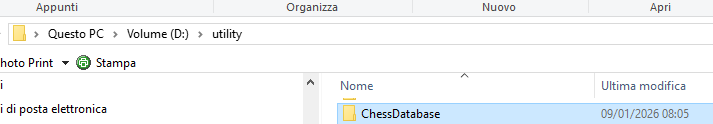 Appunti Organizza Nuovo Apri
Questo PC > Volume (D:) > utility
hoto Print Stampa
i Nome Ultima modifica
i di posta elettronica ChessDatabase 09/01/2026 08:05